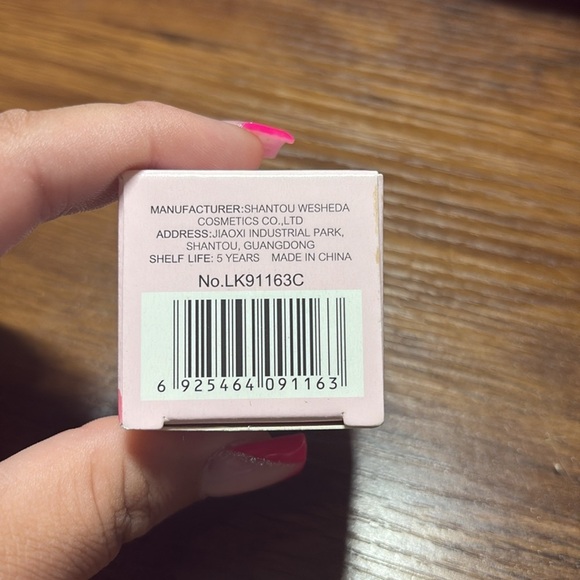 MANUFACTURER:SHANTOU WESHEDA
COSMETICS CO.,LTD
ADDRESS:JIAOXI INDUSTRIAL PARK,
SHANTOU, GUANGDONG
SHELF LIFE: 5 YEARS MADE IN CHINA
No.LK91163C
6 925464 091163